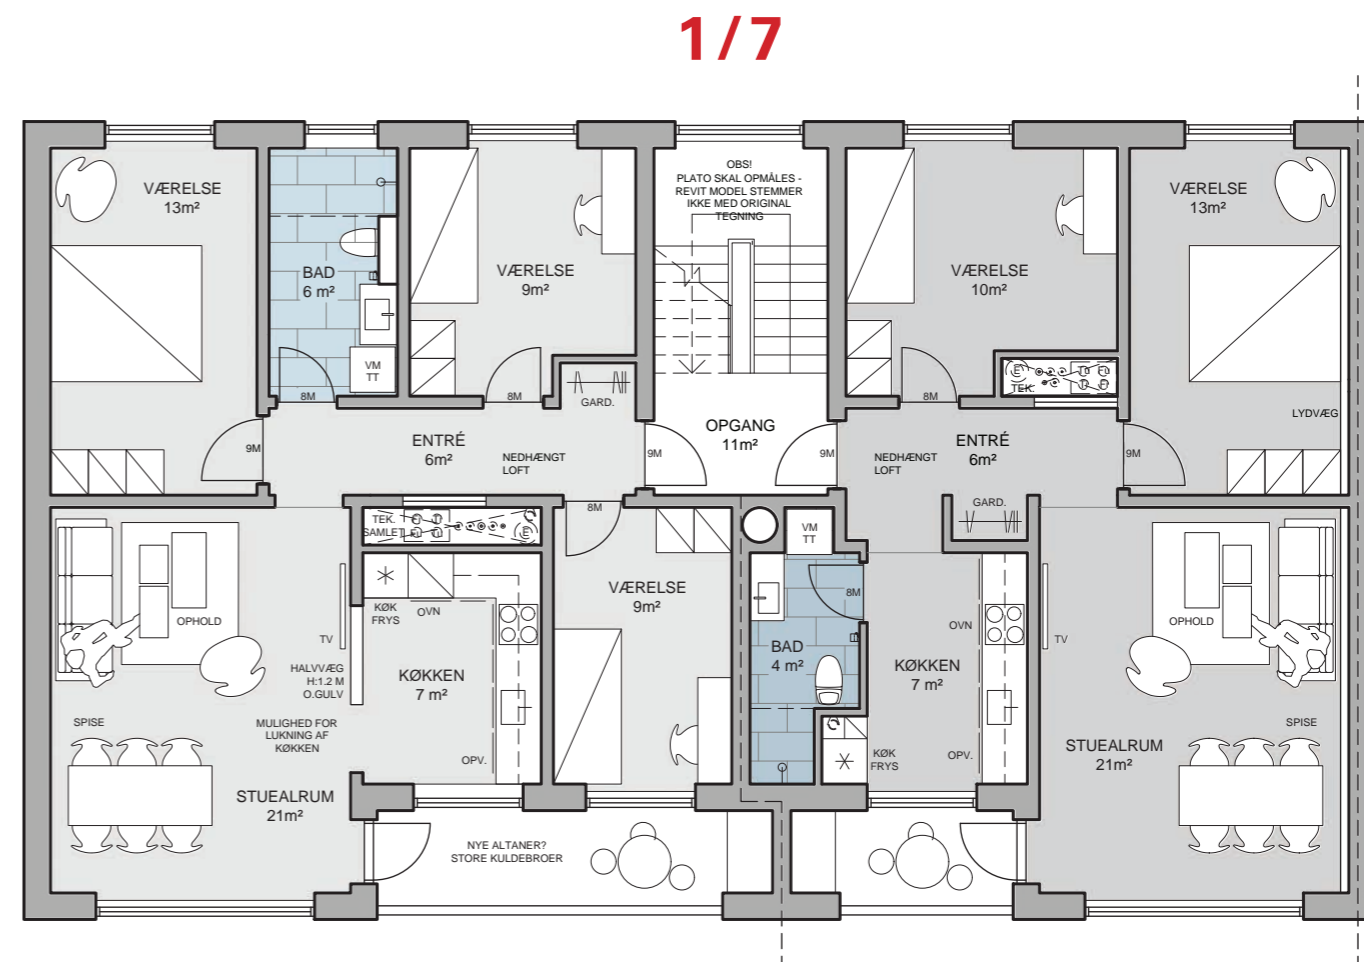 1/7
OBS!
PLATO SKAL OPMÅLES -
REVIT MODEL STEMMER
IKKE MED ORIGINAL
TEGNING
VÆRELSE
13m²
BAD
6 m²
VM
TT
8M
VÆRELSE
9m²
8M
GARD.
VÆRELSE
10m²
8M
TEK.
VÆRELSE
13m²
LYDVÆG
9M
ENTRÉ
6m²
NEDHÆNGT
LOFT
9M
OPGANG
11m²
9M
NEDHÆNGT
LOFT
ENTRÉ
6m²
9M
GARD.
TEK.
SAMLET
E
8M
VM
TT
OPHOLD
TV
HALVVÆG
H:1.2 M
O.GULV
KØK
FRYS
OVN
KØKKEN
7 m²
OPV.
VÆRELSE
9m²
BAD
4 m²
8M
KØKKEN
7 m²
OVN
OPV.
KØK
FRYS
TV
OPHOLD
SPISE
MULIGHED FOR
LUKNING AF
KØKKEN
STUEALRUM
21m²
SPISE
STUEALRUM
21m²
NYE ALTANER?
STORE KULDEBROER